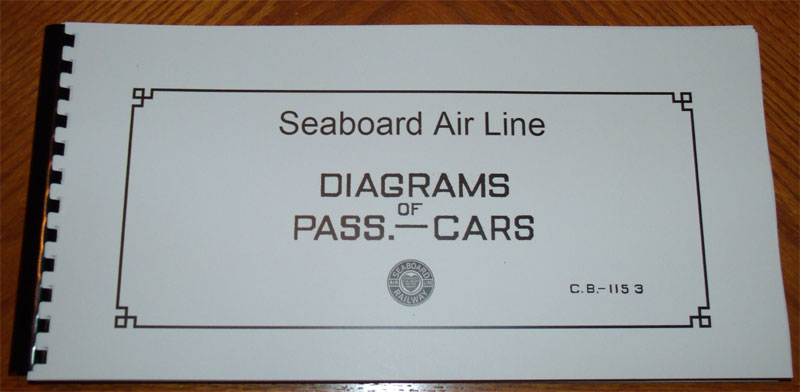 Seaboard Air Line
DIAGRAMS
OF
PASS.—CARS
SEABOARD
RAILWAY
C.B.-1153